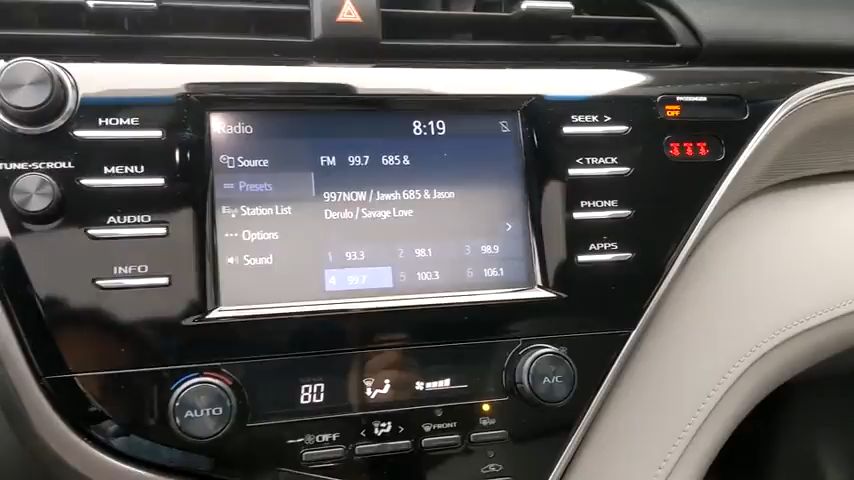 Radio
8:19
Source
FM 99.7 685 &
Presets
997NOW / Jawsh 685 & Jason
Station List
Derulo / Savage Love
Options
Sound
1 93.3 2 98.1 3 98.9
4 99.7 5 100.3 6 106.1
HOME
MENU
TUNE•SCROLL
AUDIO
INFO
SEEK >
< TRACK
PHONE
APPS
PASSENGER
OFF
AUTO
80
A/C
OFF
FRONT